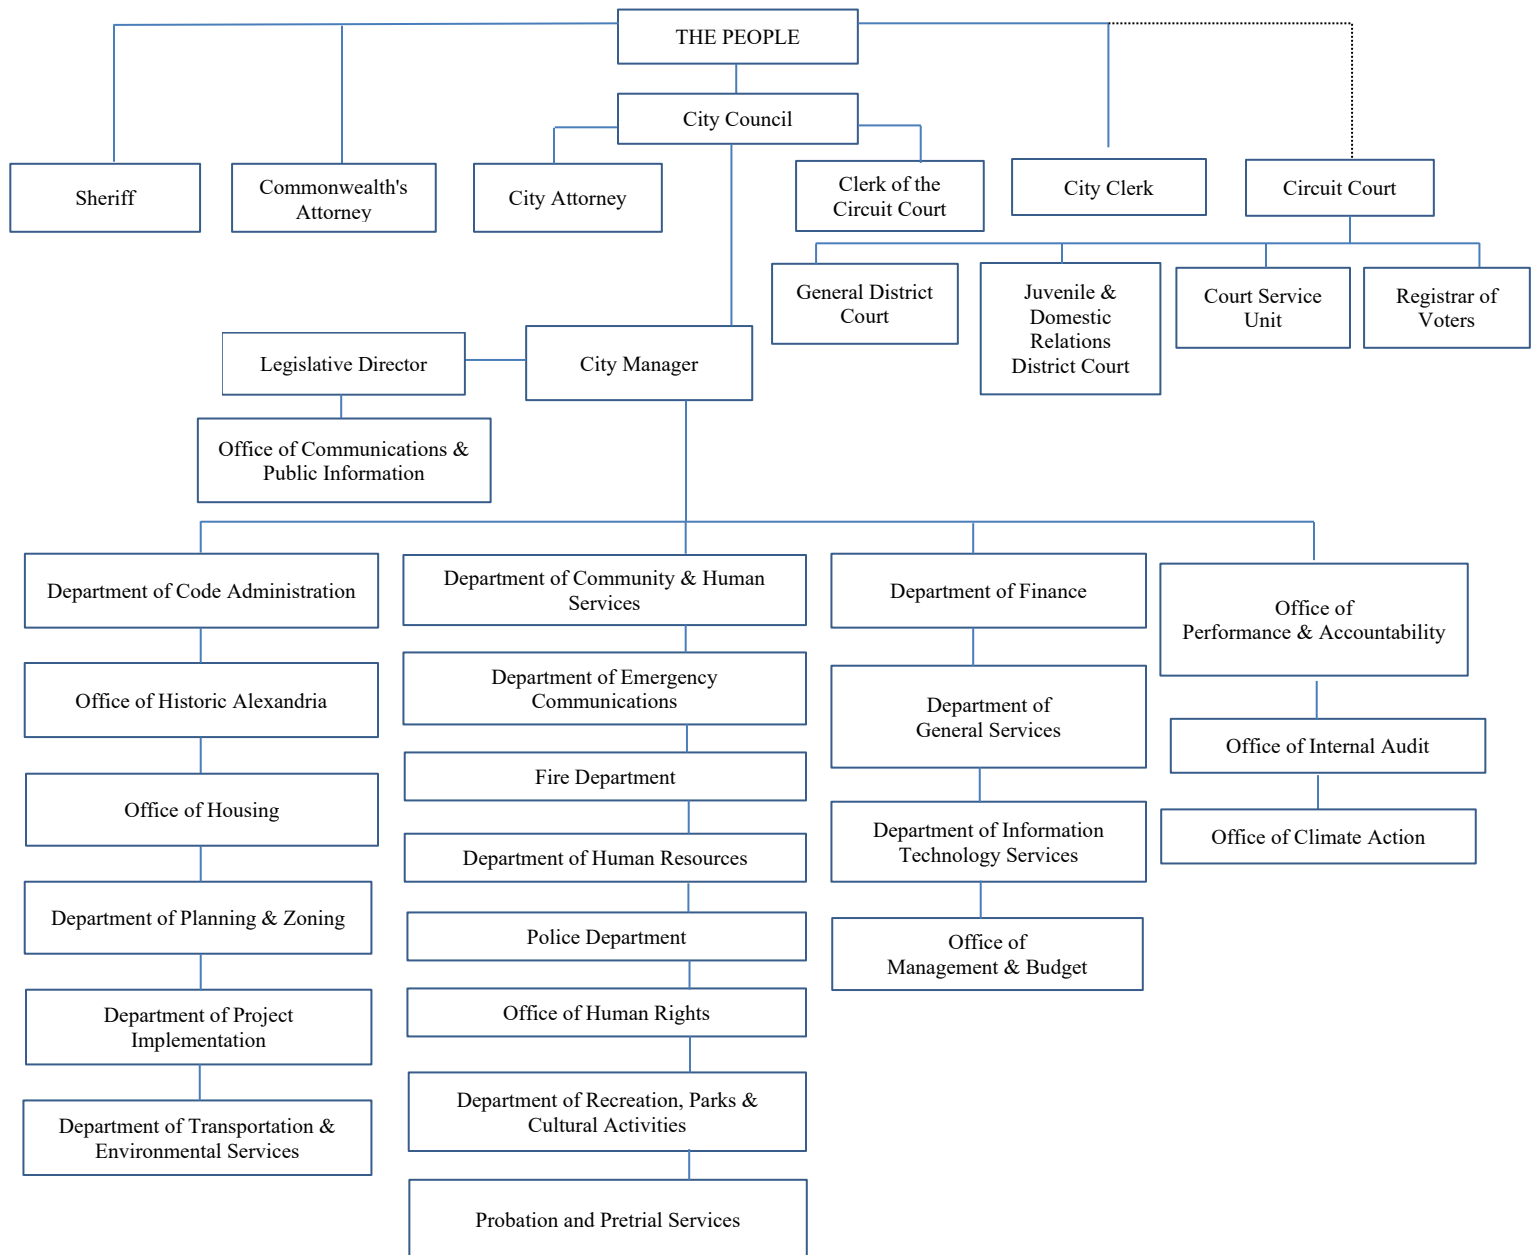 THE PEOPLE
City Council
Sheriff
Commonwealth's
Attorney
City Attorney
Clerk of the
Circuit Court
City Clerk
Circuit Court
General District
Court
Juvenile &
Domestic
Relations
District Court
Court Service
Unit
Registrar of
Voters
Legislative Director
City Manager
Office of Communications &
Public Information
Department of Code Administration
Office of Historic Alexandria
Office of Housing
Department of Planning & Zoning
Department of Project
Implementation
Department of Transportation &
Environmental Services
Department of Community & Human
Services
Department of Emergency
Communications
Fire Department
Department of Human Resources
Police Department
Office of Human Rights
Department of Recreation, Parks &
Cultural Activities
Probation and Pretrial Services
Department of Finance
Department of
General Services
Department of Information
Technology Services
Office of
Management & Budget
Office of
Performance & Accountability
Office of Internal Audit
Office of Climate Action